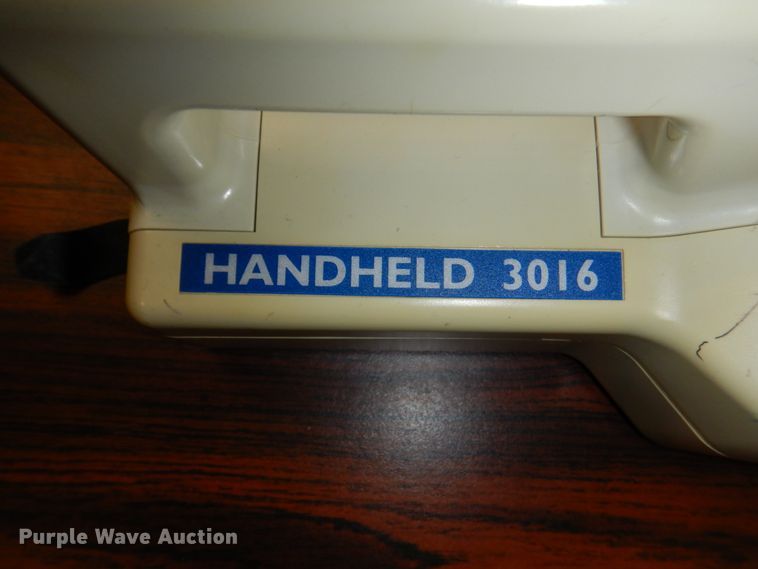 HANDHELD 3016
Purple Wave Auction